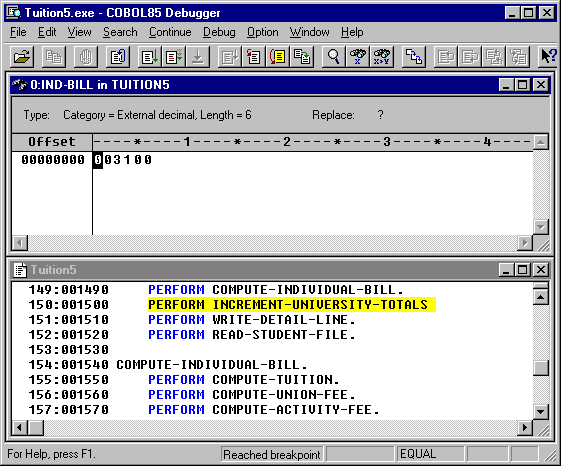 Tuition5.exe - COBOL85 Debugger
File Edit View Search Continue Debug Option Window Help
0:IND-BILL in TUITION5
Type: Category = External decimal, Length = 6 Replace: ?
Offset ----*----1----*----2----*----3----*----4----
00000000 003100
Tuition5
149:001490 PERFORM COMPUTE-INDIVIDUAL-BILL.
150:001500 PERFORM INCREMENT-UNIVERSITY-TOTALS
151:001510 PERFORM WRITE-DETAIL-LINE.
152:001520 PERFORM READ-STUDENT-FILE.
153:001530
154:001540 COMPUTE-INDIVIDUAL-BILL.
155:001550 PERFORM COMPUTE-TUITION.
156:001560 PERFORM COMPUTE-UNION-FEE.
157:001570 PERFORM COMPUTE-ACTIVITY-FEE.
For Help, press F1. Reached breakpoint EQUAL